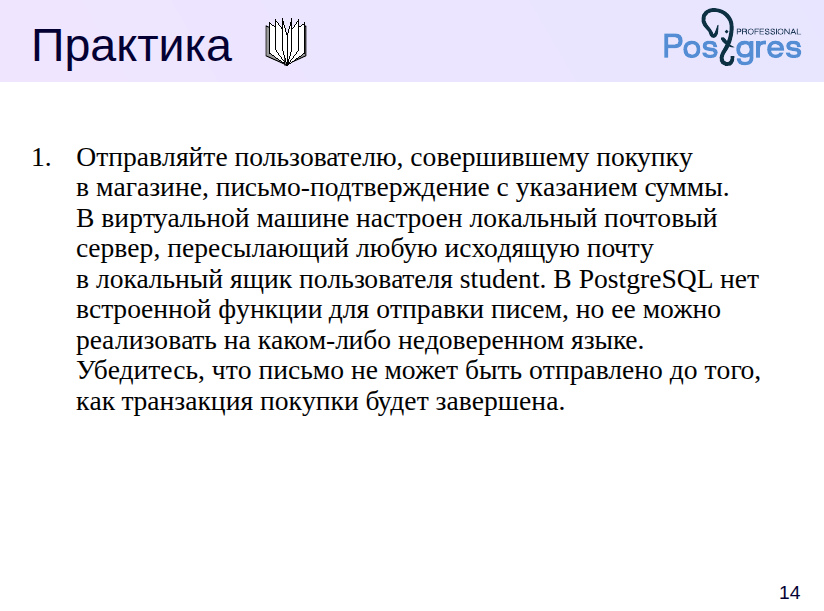 Практика
PROFESSIONAL
Postgres
1. Отправляйте пользователю, совершившему покупку
в магазине, письмо-подтверждение с указанием суммы.
В виртуальной машине настроен локальный почтовый
сервер, пересылающий любую исходящую почту
в локальный ящик пользователя student. В PostgreSQL нет
встроенной функции для отправки писем, но ее можно
реализовать на каком-либо недоверенном языке.
Убедитесь, что письмо не может быть отправлено до того,
как транзакция покупки будет завершена.
14